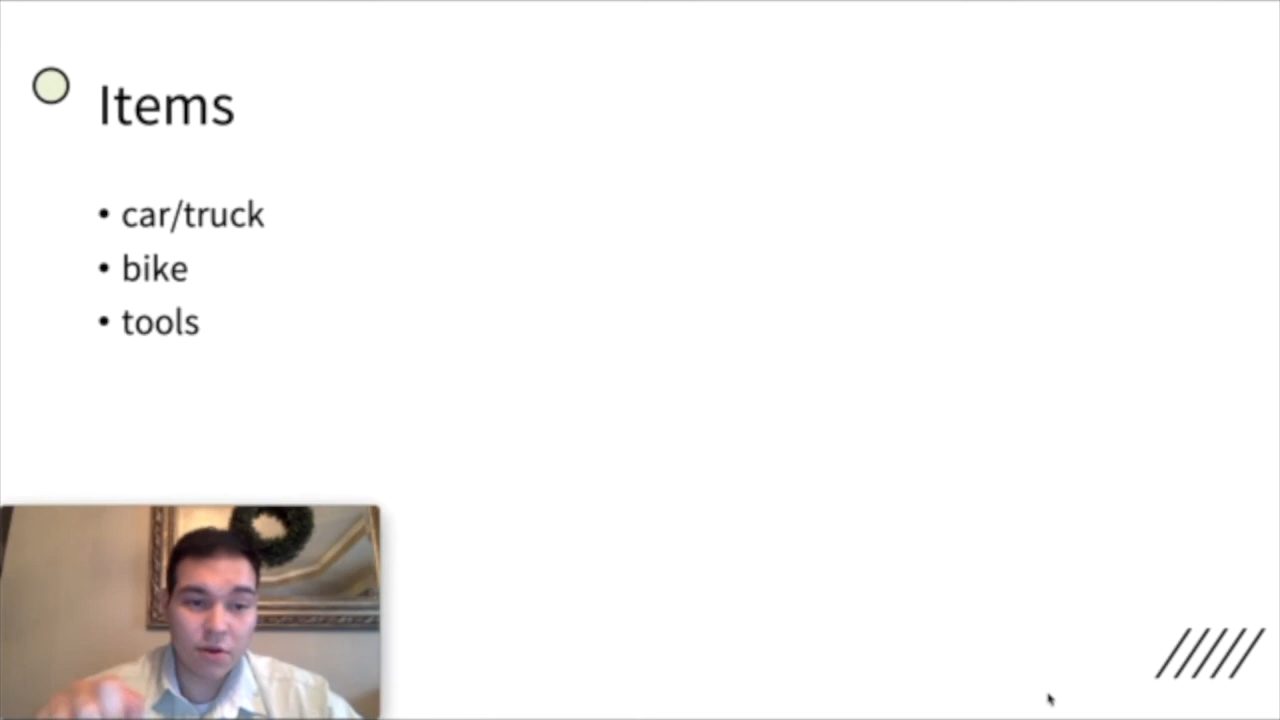 Items
• car/truck
• bike
• tools